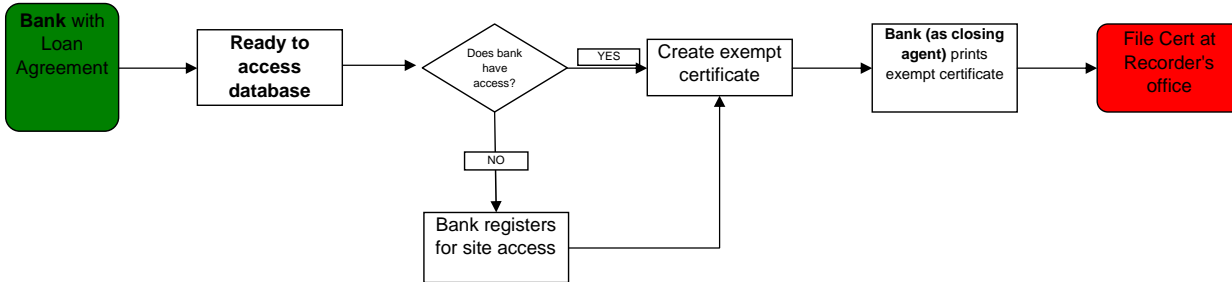 Bank with
Loan
Agreement
Ready to
access
database
Does bank
have
access?
YES
Create exempt
certificate
Bank (as closing
agent) prints
exempt certificate
File Cert at
Recorder's
office
NO
Bank registers
for site access